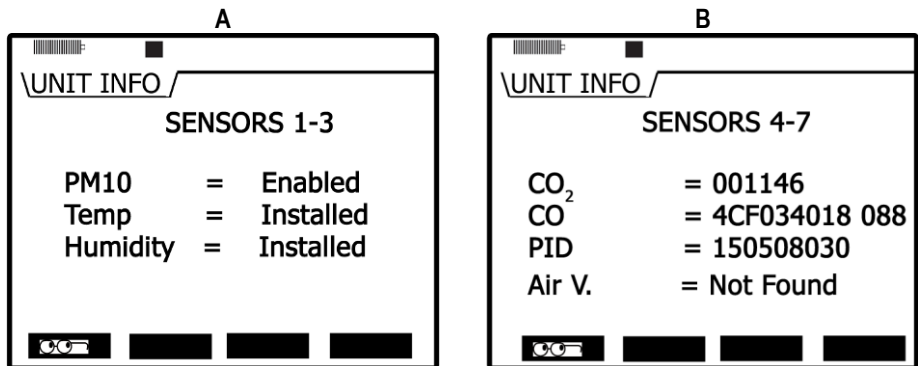 A
UNIT INFO
SENSORS 1-3
PM10 = Enabled
Temp = Installed
Humidity = Installed
B
UNIT INFO
SENSORS 4-7
CO₂ = 001146
CO = 4CF034018 088
PID = 150508030
Air V. = Not Found